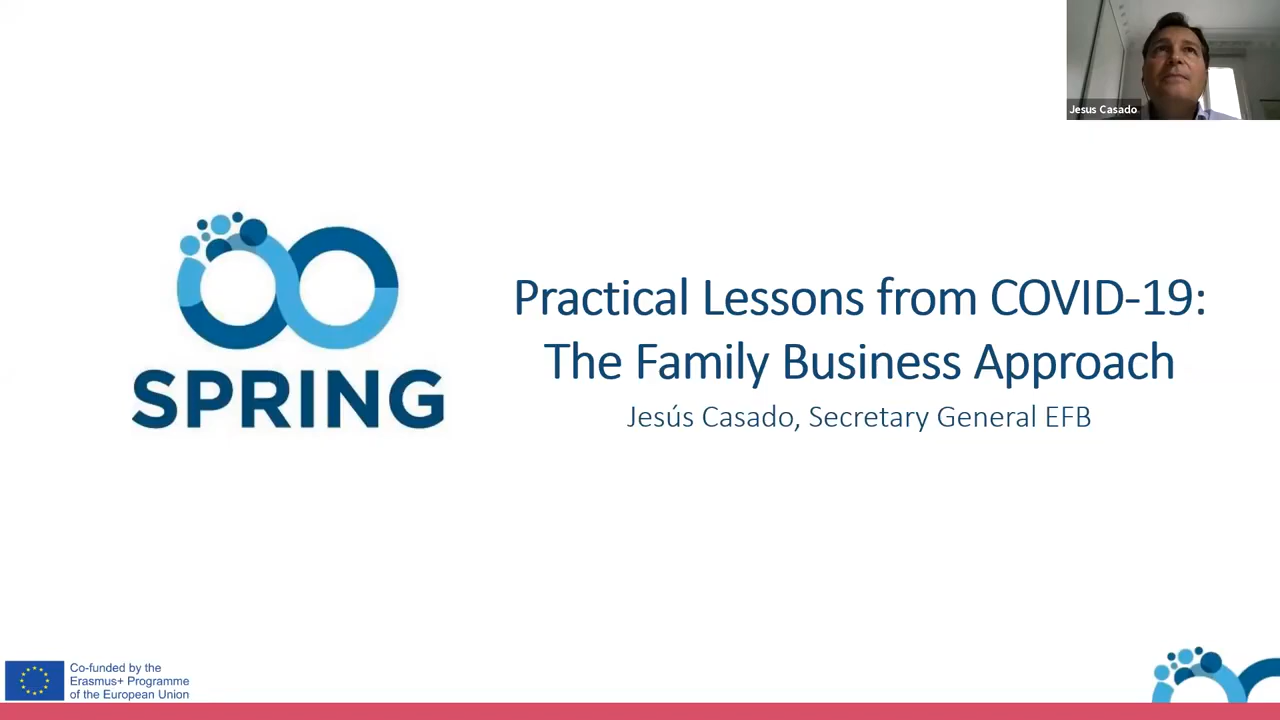 Jesus Casado
SPRING
Practical Lessons from COVID-19:
The Family Business Approach
Jesús Casado, Secretary General EFB
Co-funded by the
Erasmus+ Programme
of the European Union